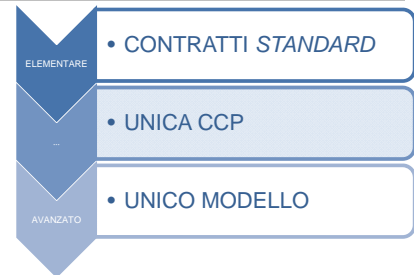 ELEMENTARE
• CONTRATTI STANDARD
...
• UNICA CCP
AVANZATO
• UNICO MODELLO